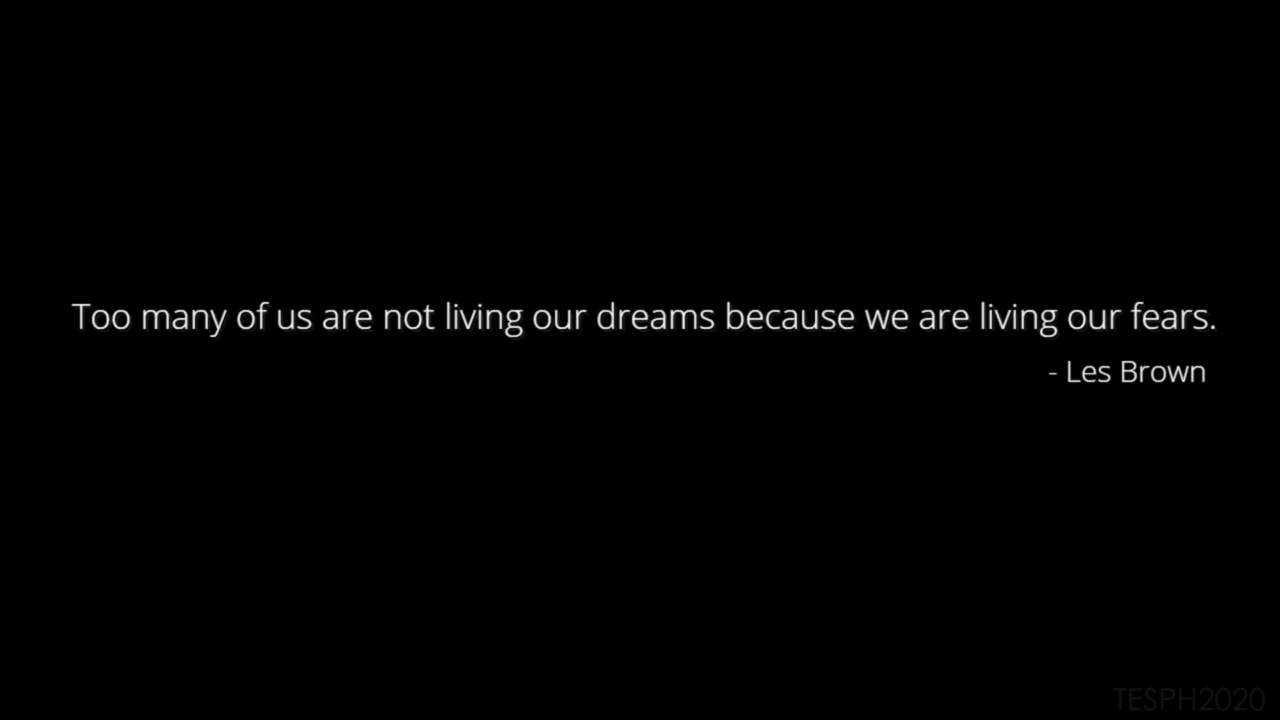 Too many of us are not living our dreams because we are living our fears.
- Les Brown
TESPH2020